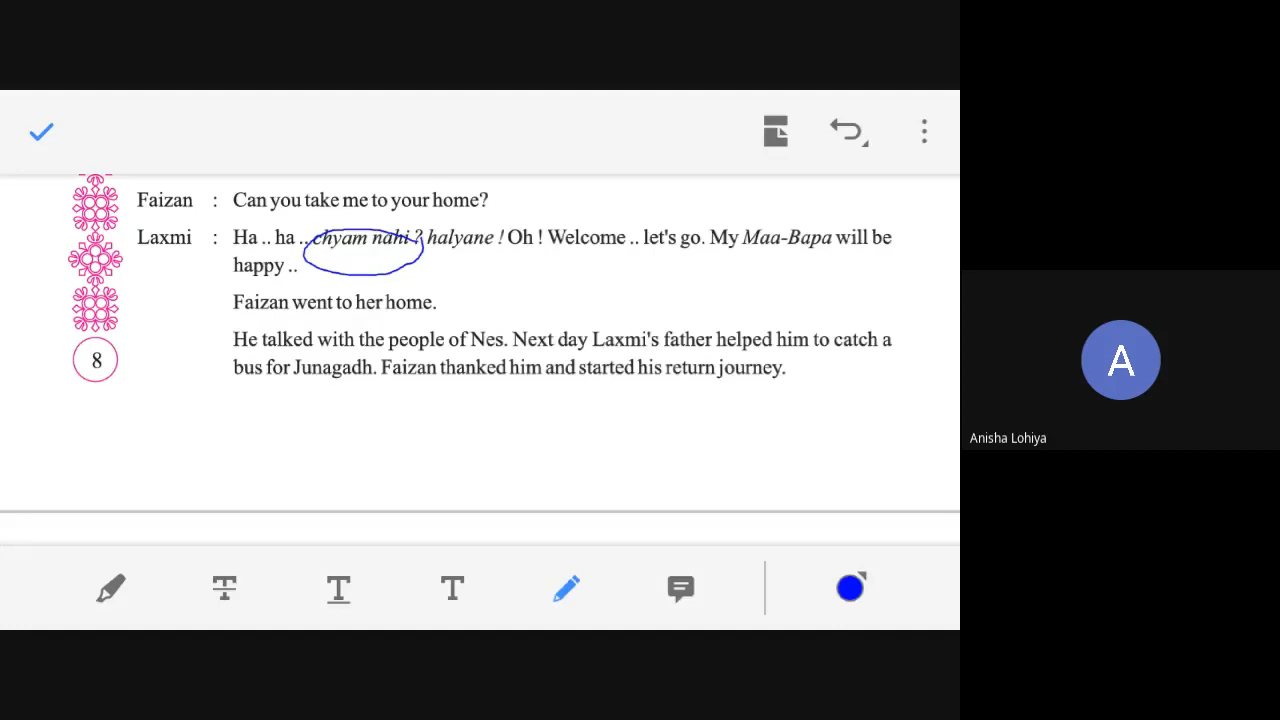 Faizan : Can you take me to your home?
Laxmi : Ha .. ha .. chyam nahi ? halyane ! Oh ! Welcome .. let's go. My Maa-Bapa will be
happy ..
Faizan went to her home.
He talked with the people of Nes. Next day Laxmi's father helped him to catch a
8
bus for Junagadh. Faizan thanked him and started his return journey.
A
Anisha Lohiya
T
T
T